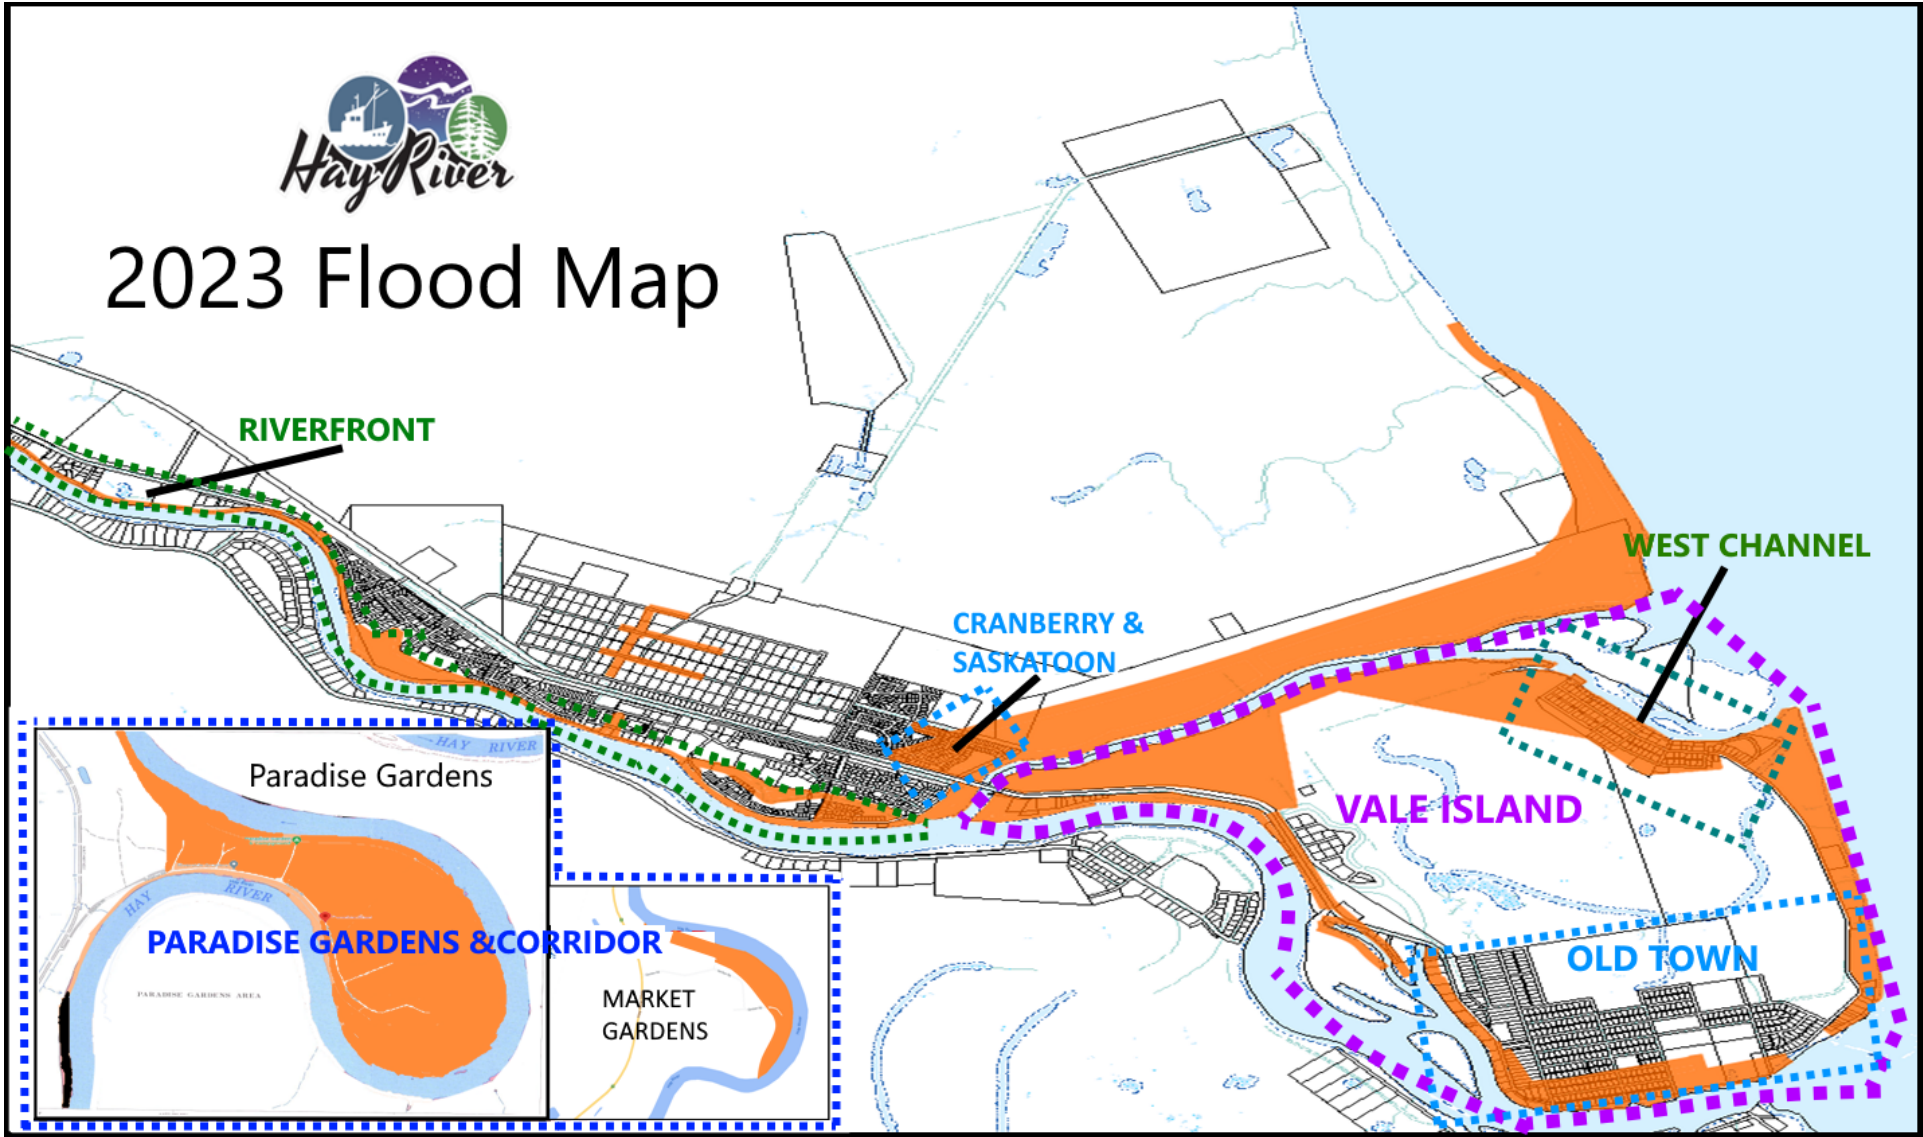 Hay River
2023 Flood Map
RIVERFRONT
WEST CHANNEL
CRANBERRY &
SASKATOON
VALE ISLAND
OLD TOWN
HAY RIVER
Paradise Gardens
HAY RIVER
PARADISE GARDENS &CORRIDOR
PARADISE GARDENS AREA
MARKET
GARDENS